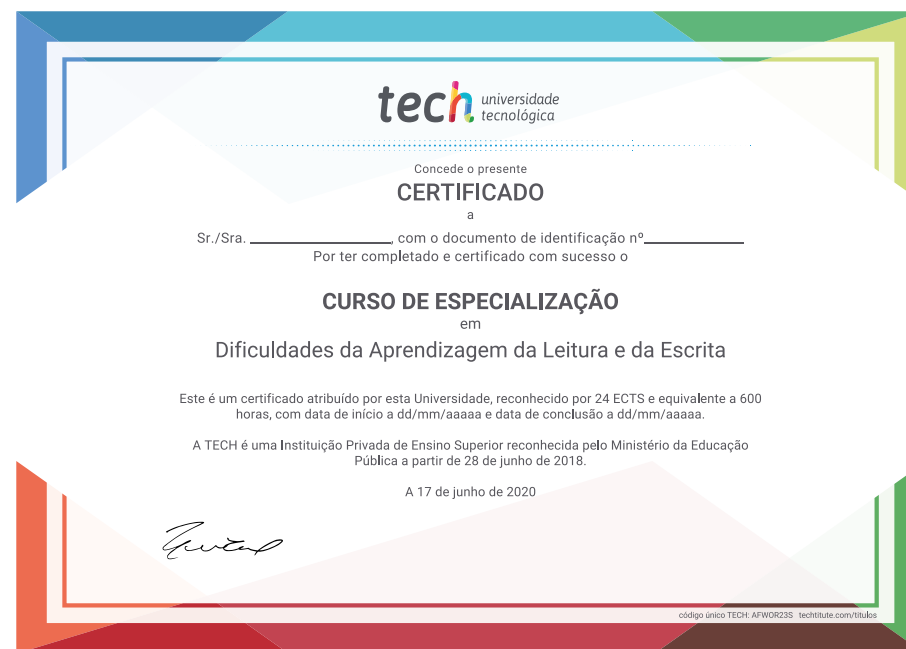 tech universidade
tecnológica
Concede o presente
CERTIFICADO
a
Sr./Sra. ____________________, com o documento de identificação nº______________
Por ter completado e certificado com sucesso o
CURSO DE ESPECIALIZAÇÃO
em
Dificuldades da Aprendizagem da Leitura e da Escrita
Este é um certificado atribuído por esta Universidade, reconhecido por 24 ECTS e equivalente a 600
horas, com data de início a dd/mm/aaaaa e data de conclusão a dd/mm/aaaaa.
A TECH é uma Instituição Privada de Ensino Superior reconhecida pelo Ministério da Educação
Pública a partir de 28 de junho de 2018.
A 17 de junho de 2020
código único TECH: AFWOR23S techtitute.com/titulos